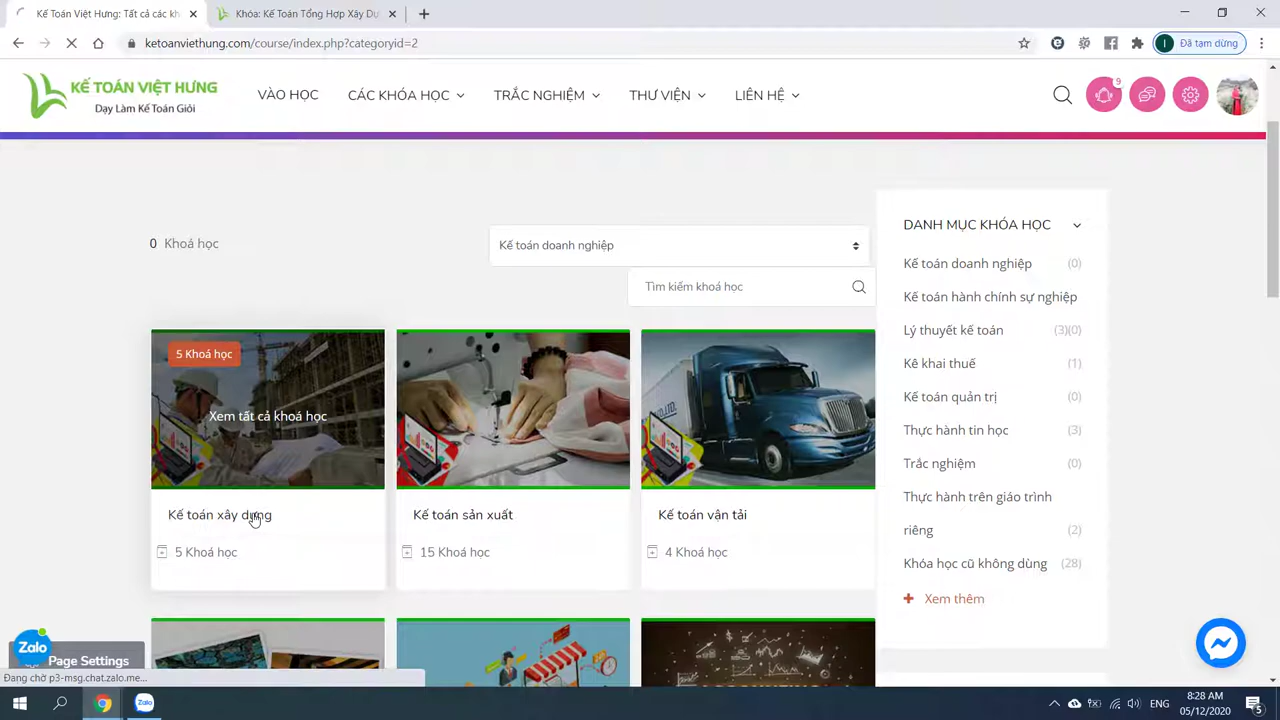 Kế Toán Việt Hưng: Tất cả các kh
Khóa: Kế Toán Tổng Hợp Xây Dự
ketoanviethung.com/course/index.php?categoryid=2
Đã tạm dừng
KẾ TOÁN VIỆT HƯNG
Dạy Làm Kế Toán Giỏi
VÀO HỌC
CÁC KHÓA HỌC
TRẮC NGHIỆM
THƯ VIỆN
LIÊN HỆ
9
0 Khoá học
Kế toán doanh nghiệp
Tìm kiếm khoá học
DANH MỤC KHÓA HỌC
Kế toán doanh nghiệp (0)
Kế toán hành chính sự nghiệp
Lý thuyết kế toán (3)(0)
Kê khai thuế (1)
Kế toán quản trị (0)
Thực hành tin học (3)
Trắc nghiệm (0)
Thực hành trên giáo trình
riêng (2)
Khóa học cũ không dùng (28)
+ Xem thêm
5 Khoá học
Xem tất cả khoá học
Kế toán xây dựng
5 Khoá học
Kế toán sản xuất
15 Khoá học
Kế toán vận tải
4 Khoá học
Zalo
Page Settings
Đang chờ p3-msg.chat.zalo.me...
Zalo
ENG
8:28 AM
05/12/2020
5